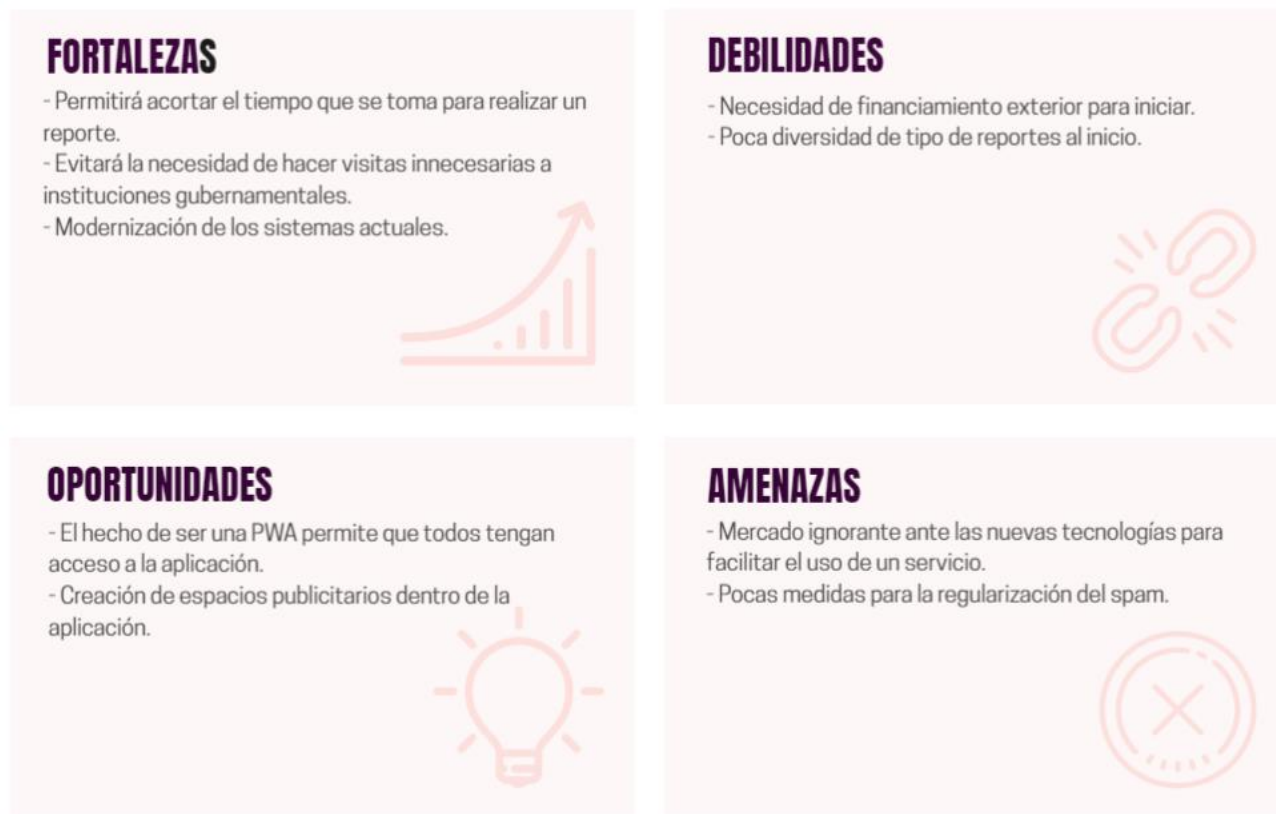 FORTALEZAS
- Permitirá acortar el tiempo que se toma para realizar un
reporte.
- Evitará la necesidad de hacer visitas innecesarias a
instituciones gubernamentales.
- Modernización de los sistemas actuales.
DEBILIDADES
- Necesidad de financiamiento exterior para iniciar.
- Poca diversidad de tipo de reportes al inicio.
OPORTUNIDADES
- El hecho de ser una PWA permite que todos tengan
acceso a la aplicación.
- Creación de espacios publicitarios dentro de la
aplicación.
AMENAZAS
- Mercado ignorante ante las nuevas tecnologías para
facilitar el uso de un servicio.
- Pocas medidas para la regularización del spam.